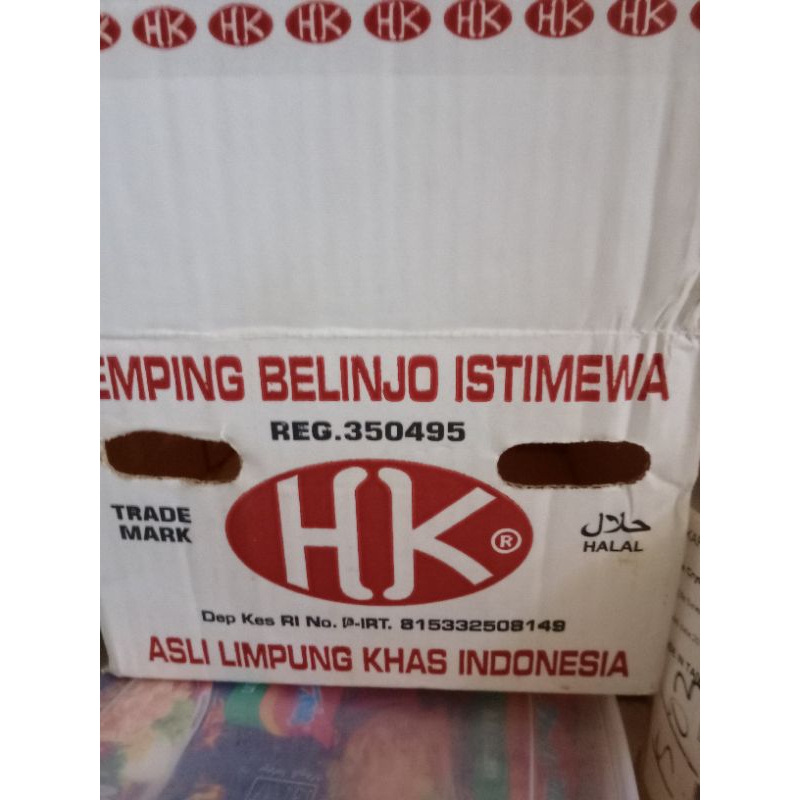 HK HK HK HK HK HK HK
EMPING BELINJO ISTIMEWA
REG.350495
TRADE
MARK
HK®
حلال
HALAL
Dep Kes RI No. P-IRT. 815332508149
ASLI LIMPUNG KHAS INDONESIA